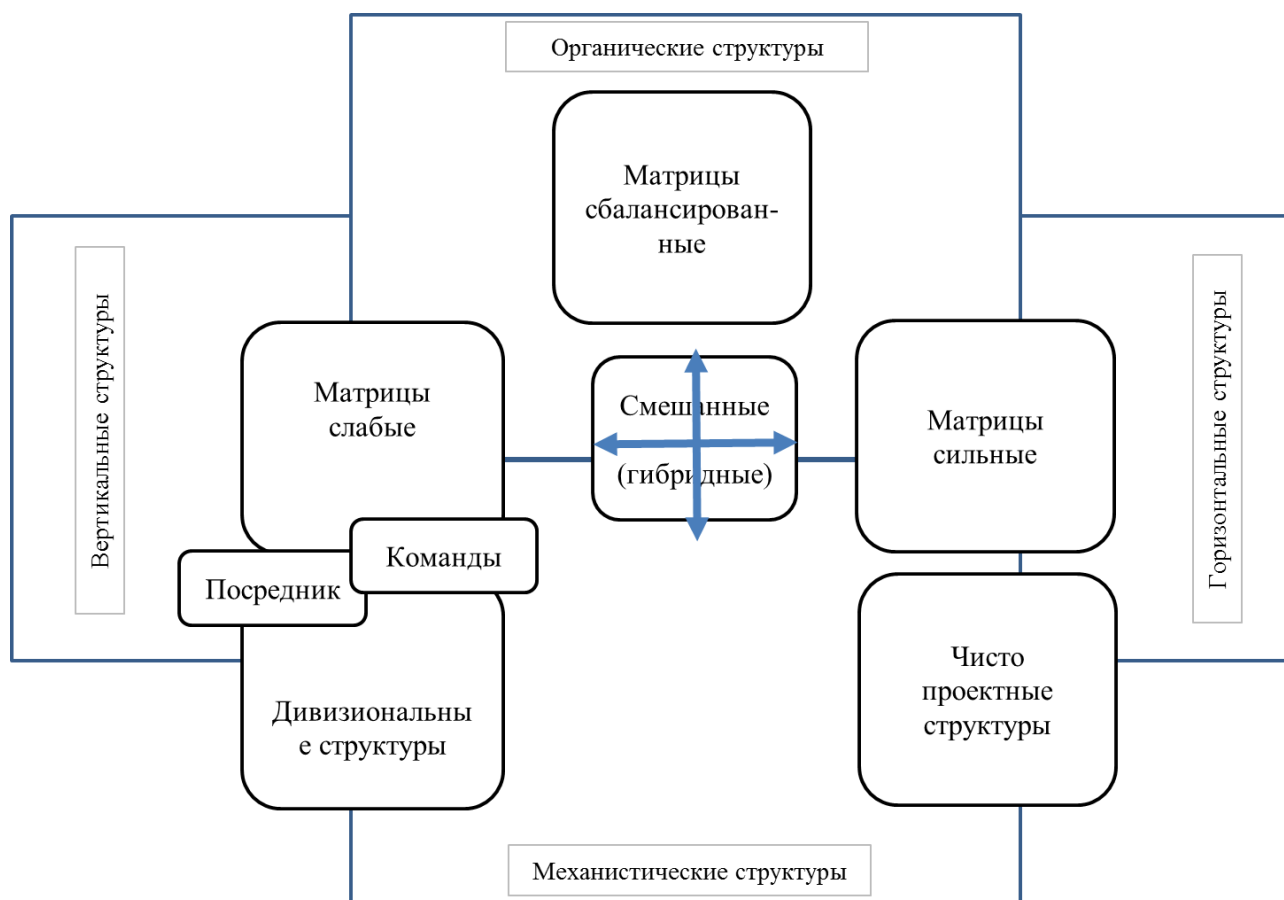 Органические структуры
Матрицы
сбалансирован-
ные
Вертикальные структуры
Горизонтальные структуры
Матрицы
слабые
Смешанные
(гибридные)
Матрицы
сильные
Команды
Посредник
Дивизиональны
е структуры
Чисто
проектные
структуры
Механистические структуры